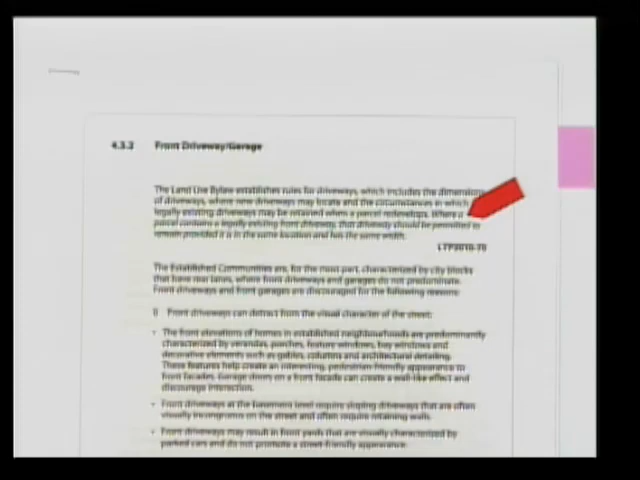 4.3.2 Front Driveway/Garage
The Land Use Bylaw establishes rules for driveways, which includes the dimensions
of driveways, where new driveways may locate and the circumstances in which
legally existing driveways may be retained when a parcel redevelops. Where a
parcel contains a legally existing front driveway, that driveway should be permitted to
remain provided it is in the same location and has the same width.
LTP2010-70
The Established Communities are, for the most part, characterized by city blocks
that have rear lanes, where front driveways and garages do not predominate.
Front driveways and front garages are discouraged for the following reasons:
Front driveways can detract from the visual character of the street:
• The front elevations of homes in established neighbourhoods are predominantly
characterized by verandas, porches, feature windows, bay windows and
decorative elements such as gables, columns and architectural detailing.
These features help create an interesting, pedestrian-friendly appearance to
front facades. Garage doors on a front facade can create a wall-like effect and
discourage interaction.
• Front driveways at the basement level require sloping driveways that are often
visually incongruous on the street and often require retaining walls.
• Front driveways may result in front yards that are visually characterized by
parked cars and do not promote a street-friendly appearance.